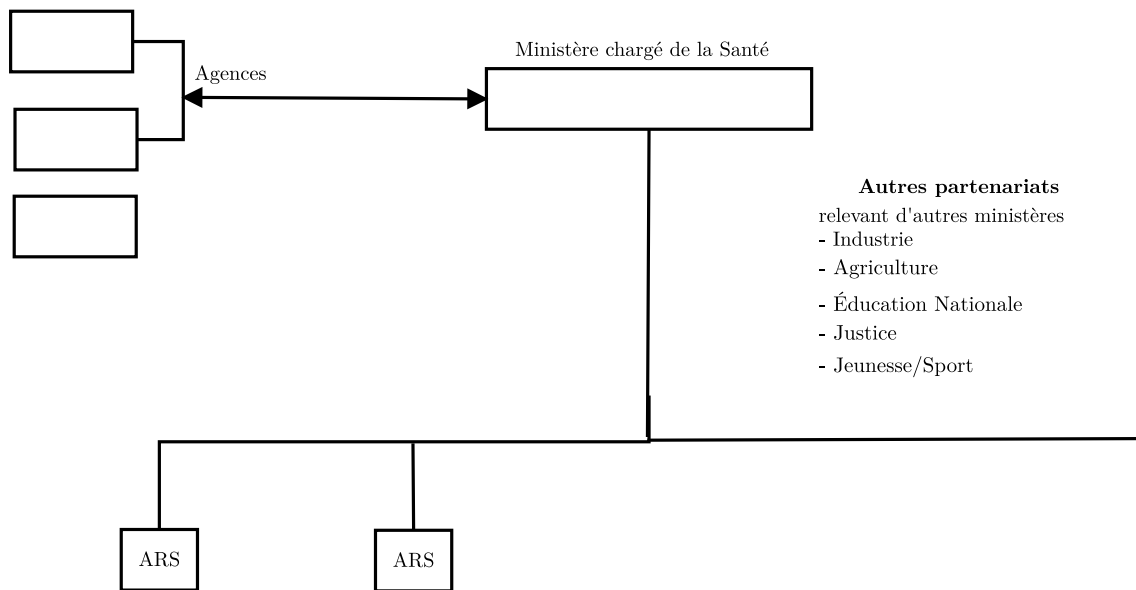 Ministère chargé de la Santé
Agences
Autres partenariats
relevant d'autres ministères
- Industrie
- Agriculture
- Éducation Nationale
- Justice
- Jeunesse/Sport
ARS
ARS